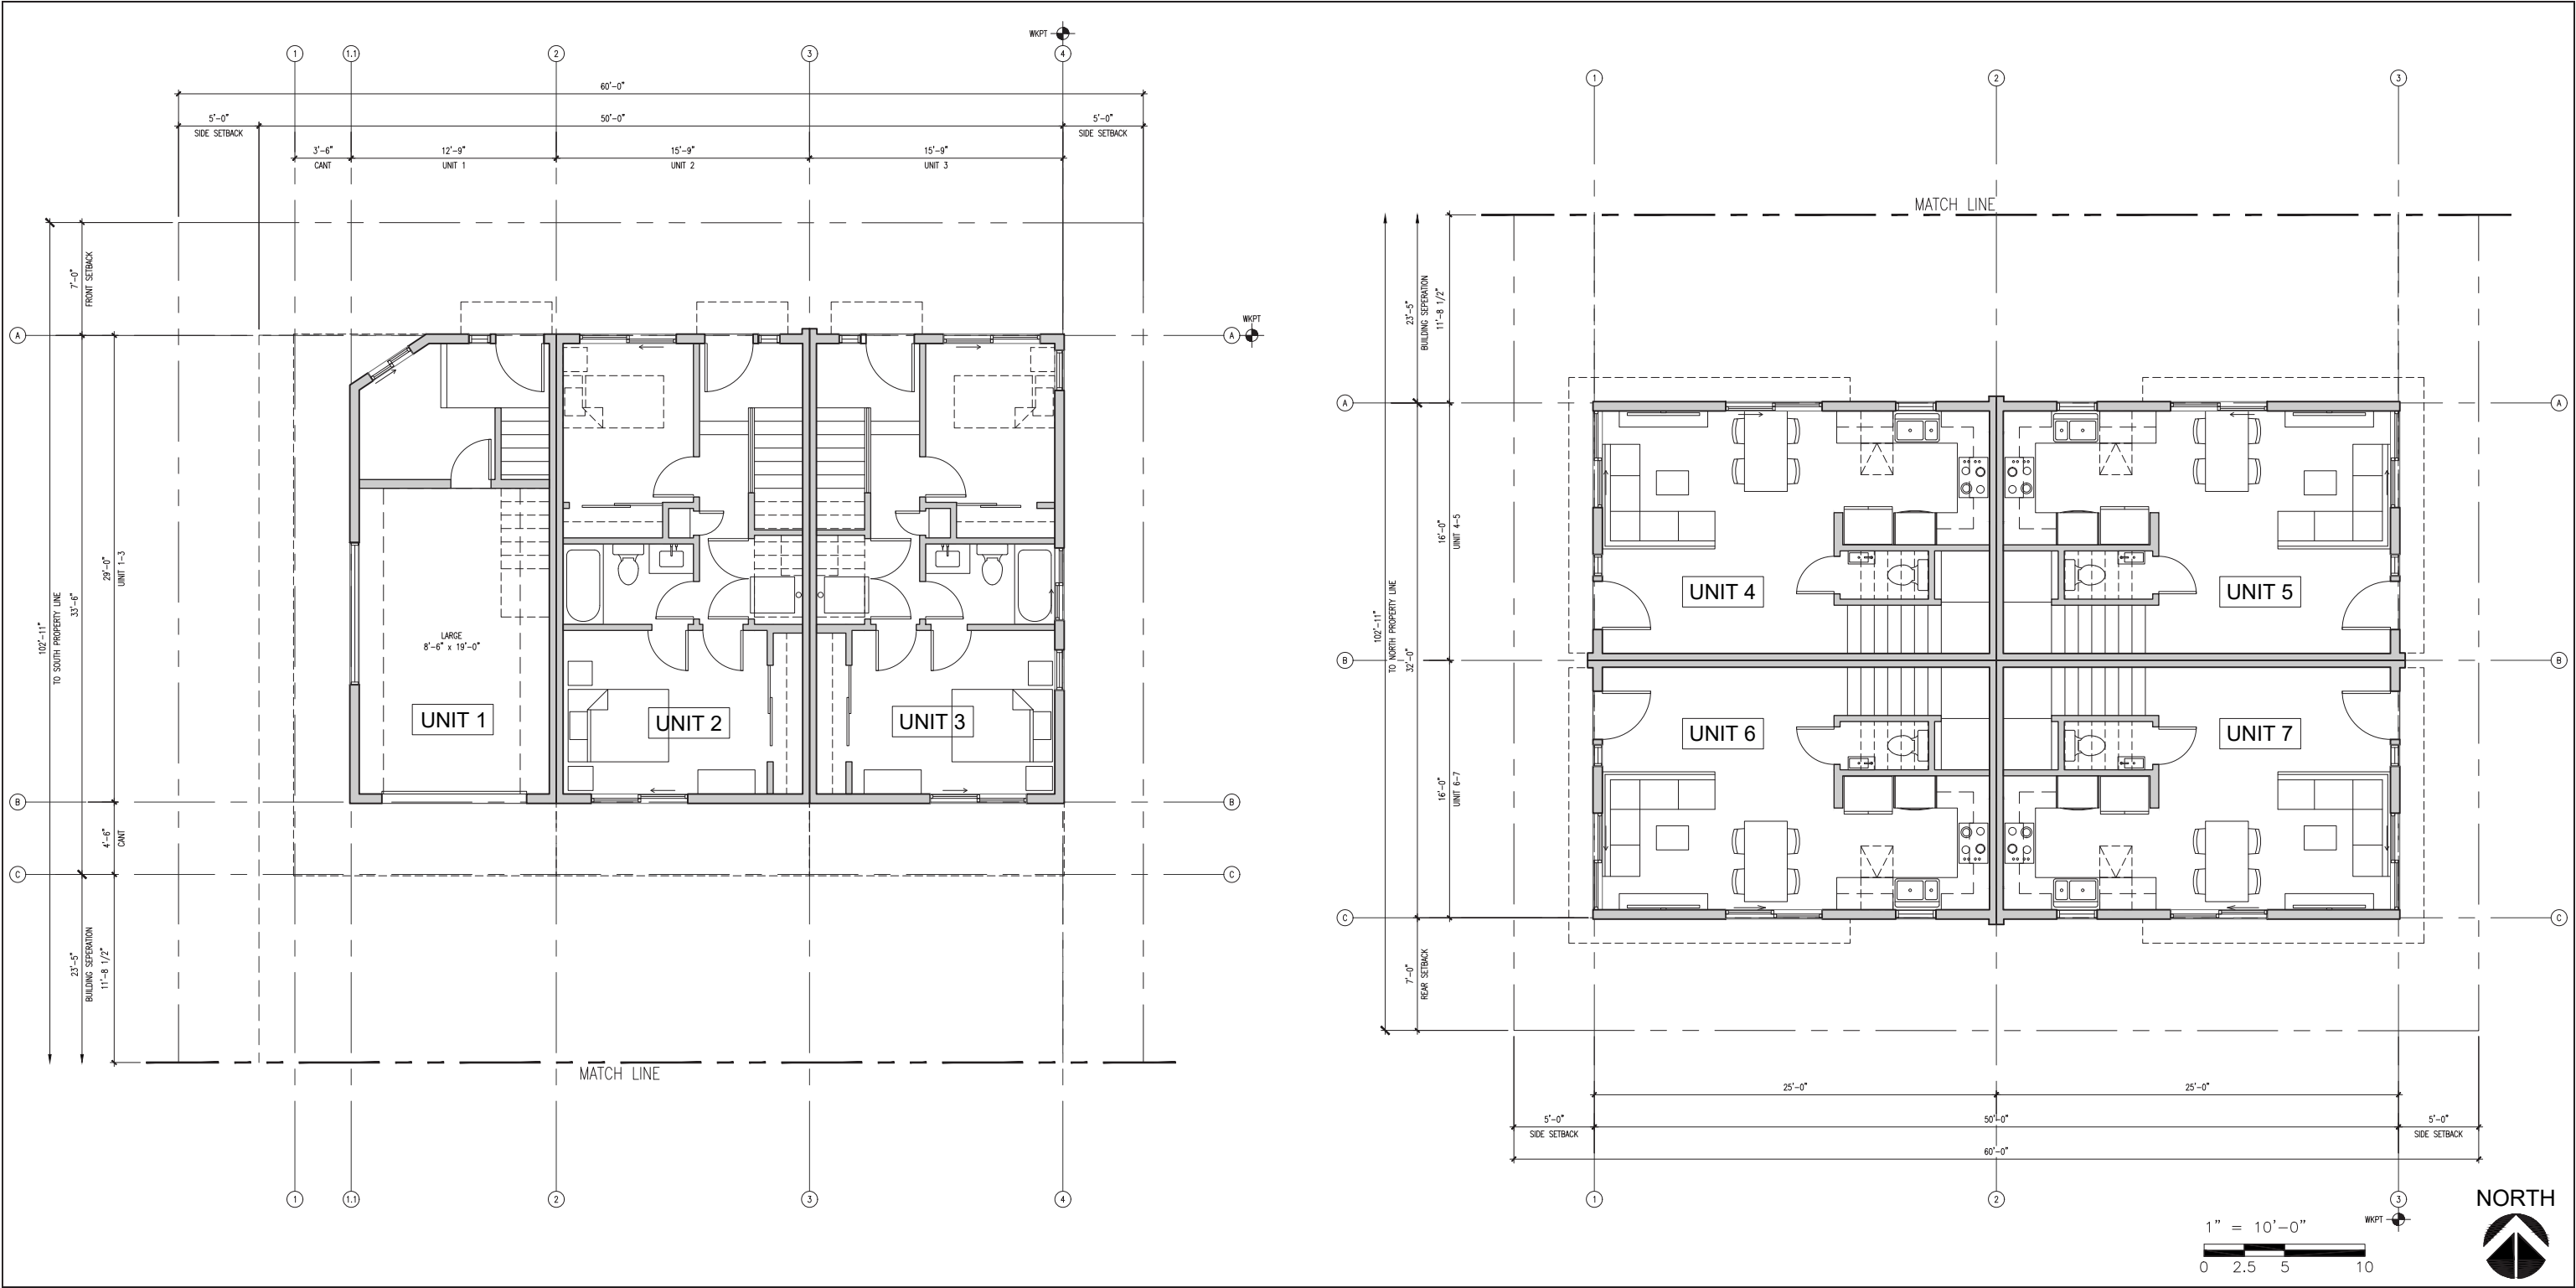 WKPT
1
1.1
2
3
4
60'-0"
5'-0"
SIDE SETBACK
50'-0"
5'-0"
SIDE SETBACK
3'-6"
CANT
12'-9"
UNIT 1
15'-9"
UNIT 2
15'-9"
UNIT 3
7'-0"
FRONT SETBACK
A
A
WKPT
102'-11"
TO SOUTH PROPERTY LINE
33'-6"
29'-0"
UNIT 1-3
LARGE
8'-6" x 19'-0"
UNIT 1
UNIT 2
UNIT 3
B
B
4'-6"
CANT
C
C
23'-5"
BUILDING SEPERATION
11'-8 1/2"
MATCH LINE
1
1.1
2
3
4
1
2
3
MATCH LINE
23'-5"
BUILDING SEPERATION
11'-8 1/2"
A
A
16'-0"
UINIT 4-5
UNIT 4
UNIT 5
102'-11"
TO NORTH PROPERTY LINE
32'-0"
B
B
UNIT 6
UNIT 7
16'-0"
UINIT 6-7
C
C
7'-0"
REAR SETBACK
25'-0"
25'-0"
5'-0"
SIDE SETBACK
50'-0"
5'-0"
SIDE SETBACK
60'-0"
1
2
3
WKPT
NORTH
1" = 10'-0"
0 2.5 5 10